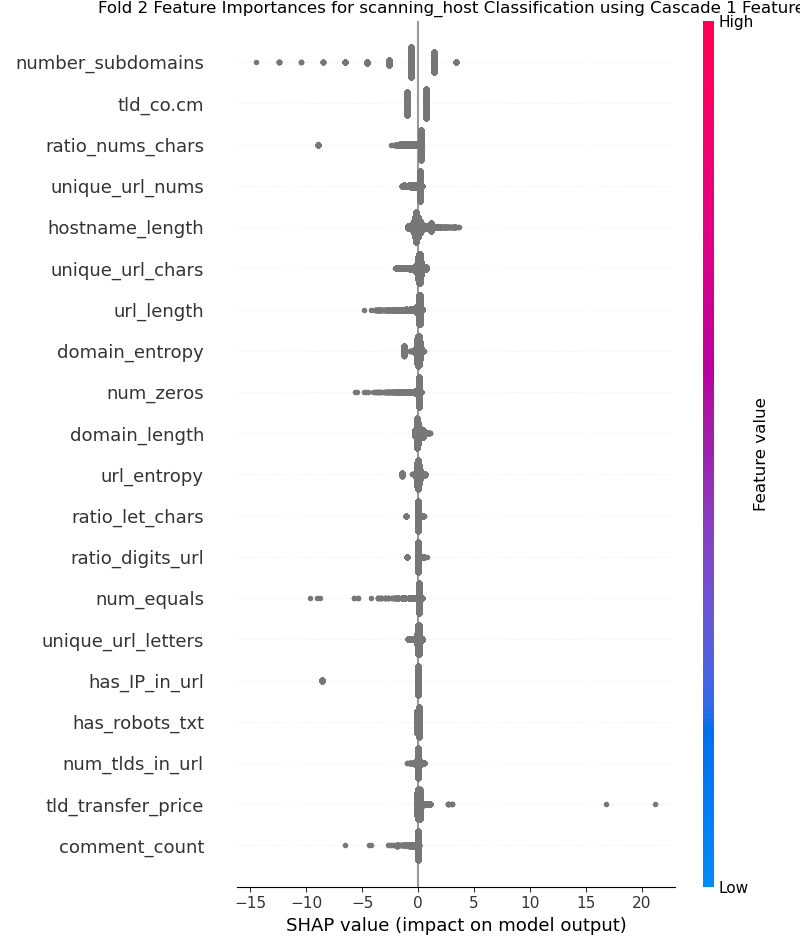 Fold 2 Feature Importances for scanning_host Classification using Cascade 1 Feature
High
number_subdomains
tld_co.cm
ratio_nums_chars
unique_url_nums
hostname_length
unique_url_chars
url_length
domain_entropy
num_zeros
domain_length
url_entropy
ratio_let_chars
ratio_digits_url
num_equals
unique_url_letters
has_IP_in_url
has_robots_txt
num_tlds_in_url
tld_transfer_price
comment_count
Feature value
Low
−15 −10 −5 0 5 10 15 20
SHAP value (impact on model output)